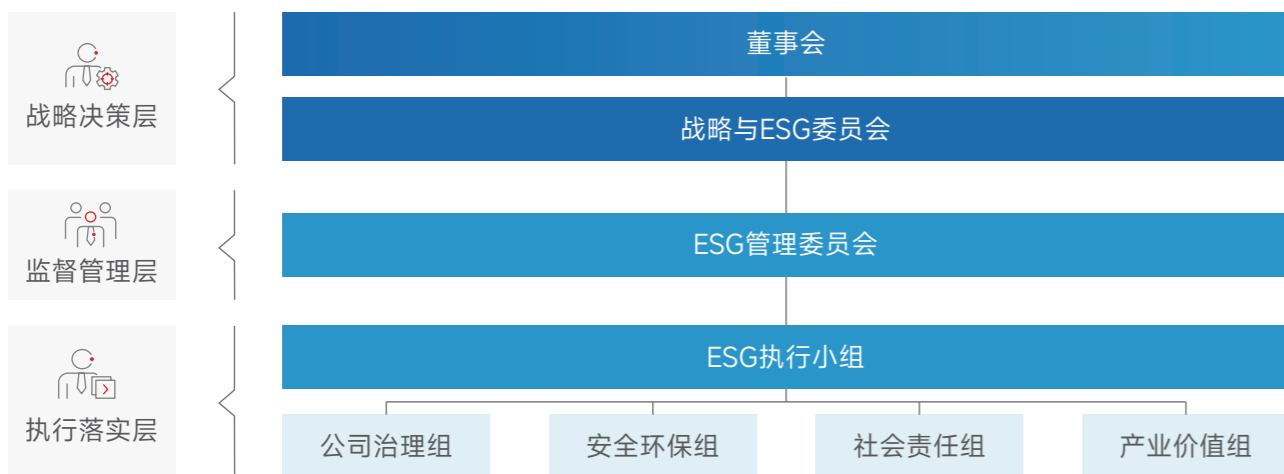 战略决策层
董事会
战略与ESG委员会
监督管理层
ESG管理委员会
执行落实层
ESG执行小组
公司治理组
安全环保组
社会责任组
产业价值组